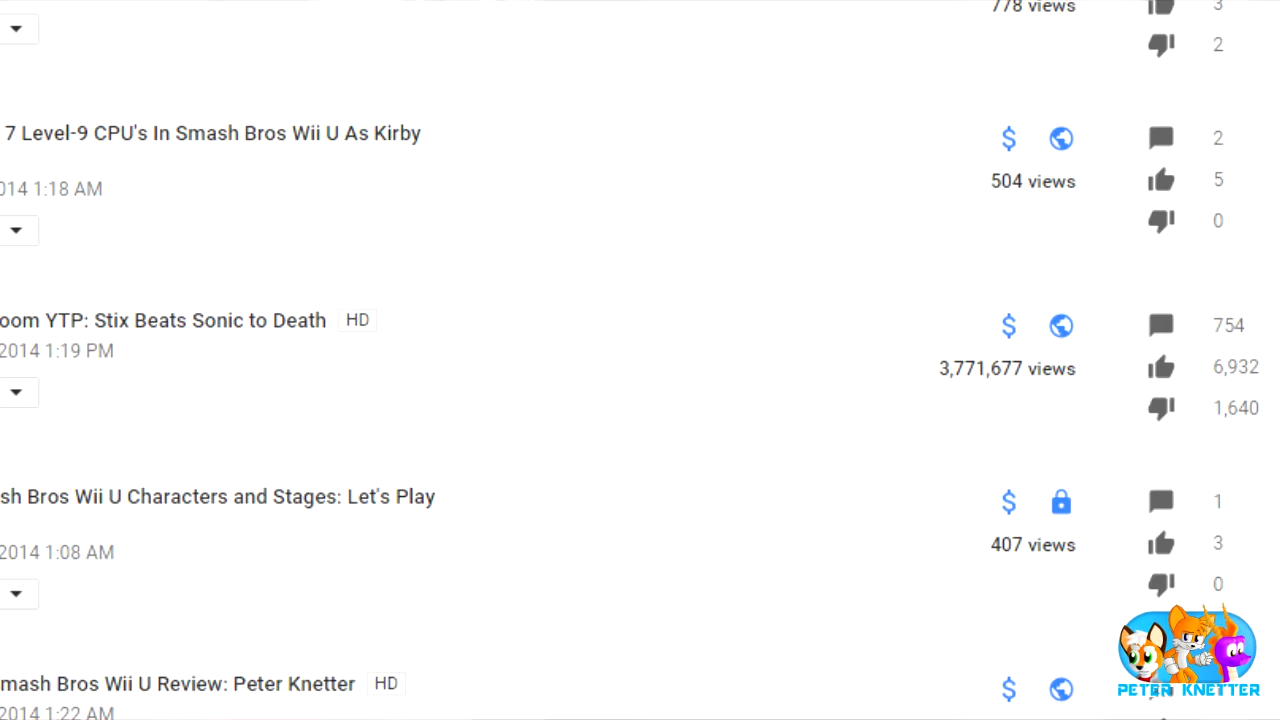 778 views
3
2
7 Level-9 CPU's In Smash Bros Wii U As Kirby
2
504 views
5
014 1:18 AM
0
oom YTP: Stix Beats Sonic to Death HD
754
2014 1:19 PM
3,771,677 views
6,932
1,640
sh Bros Wii U Characters and Stages: Let's Play
1
407 views
3
2014 1:08 AM
0
mash Bros Wii U Review: Peter Knetter HD
PETER KNETTER
2014 1:22 AM